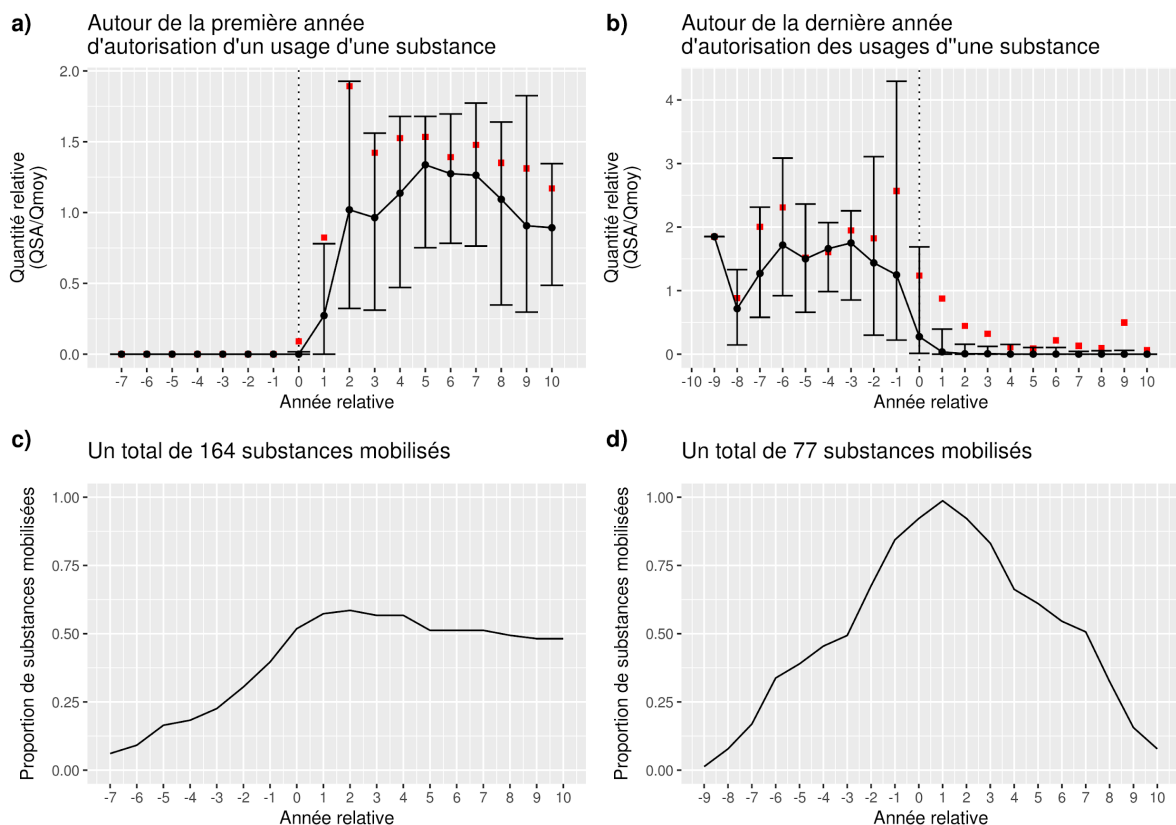 a)
Autour de la première année
d'autorisation d'un usage d'une substance
Quantité relative
(QSA/Qmoy)
2.0
1.5
1.0
0.5
0.0
-7 -6 -5 -4 -3 -2 -1 0 1 2 3 4 5 6 7 8 9 10
Année relative
b)
Autour de la dernière année
d'autorisation des usages d''une substance
Quantité relative
(QSA/Qmoy)
4
3
2
1
0
-10 -9 -8 -7 -6 -5 -4 -3 -2 -1 0 1 2 3 4 5 6 7 8 9 10
Année relative
c)
Un total de 164 substances mobilisés
Proportion de substances mobilisées
1.00
0.75
0.50
0.25
0.00
-7 -6 -5 -4 -3 -2 -1 0 1 2 3 4 5 6 7 8 9 10
Année relative
d)
Un total de 77 substances mobilisés
Proportion de substances mobilisées
1.00
0.75
0.50
0.25
0.00
-9 -8 -7 -6 -5 -4 -3 -2 -1 0 1 2 3 4 5 6 7 8 9 10
Année relative